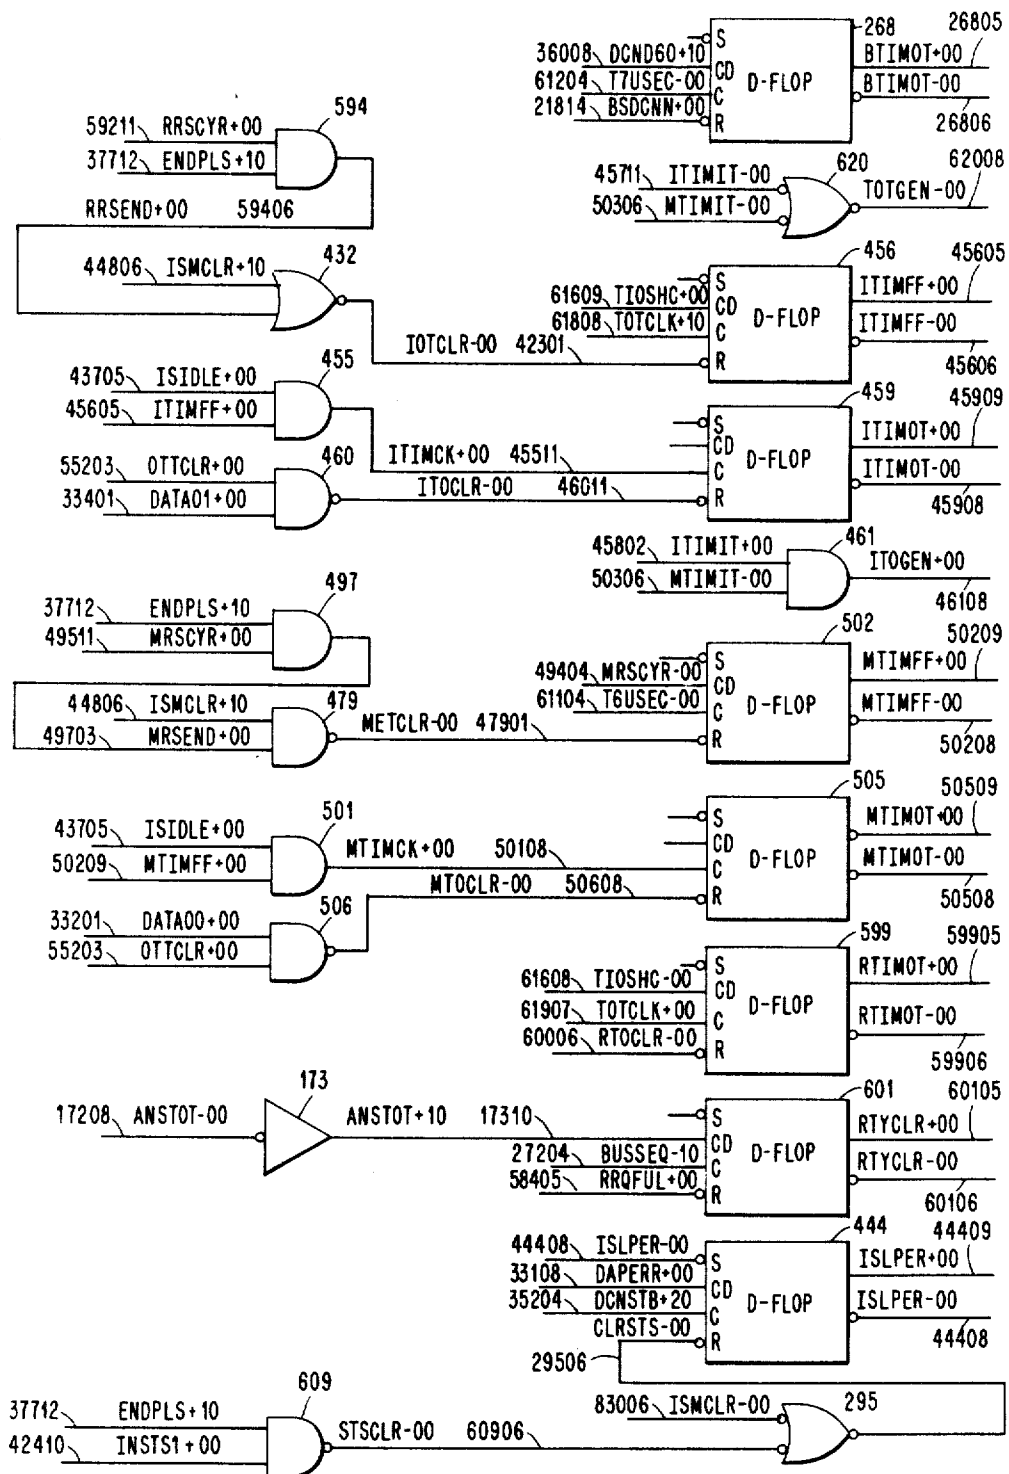 268
26805
S
36008 DCND60+10
CD
D-FLOP
BTIMOT+00
61204 T7USEC-00
C
BTIMOT-00
21814 BSDCNN+00
R
26806
594
59211 RRSCYR+00
37712 ENDPLS+10
RRSEND+00 59406
45711 ITIMIT-00
620
62008
50306 MTIMIT-00
TOTGEN-00
432
44806 ISMCLR+10
456
45605
S
61609 TIOSHC+00
CD
D-FLOP
ITIMFF+00
61808 TOTCLK+10
C
ITIMFF-00
IOTCLR-00 42301
R
45606
455
43705 ISIDLE+00
45605 ITIMFF+00
459
45909
S
CD
D-FLOP
ITIMOT+00
ITIMCK+00 45511
C
ITIMOT-00
460
55203 OTTCLR+00
33401 DATA01+00
ITOCLR-00 46011
R
45908
45802 ITIMIT+00
461
50306 MTIMIT-00
ITOGEN+00
46108
497
37712 ENDPLS+10
49511 MRSCYR+00
502
50209
S
49404 MRSCYR-00
CD
D-FLOP
MTIMFF+00
61104 T6USEC-00
C
MTIMFF-00
44806 ISMCLR+10
479
49703 MRSEND+00
METCLR-00 47901
R
50208
505
50509
501
43705 ISIDLE+00
50209 MTIMFF+00
S
CD
D-FLOP
MTIMOT+00
MTIMCK+00 50108
C
MTIMOT-00
MTOCLR-00 50608
R
50508
506
33201 DATA00+00
55203 OTTCLR+00
599
59905
S
61608 TIOSHC-00
CD
D-FLOP
RTIMOT+00
61907 TOTCLK+00
C
RTIMOT-00
60006 RTOCLR-00
R
59906
173
17208 ANSTOT-00
ANSTOT+10 17310
601
60105
S
CD
D-FLOP
RTYCLR+00
27204 BUSSEQ-10
C
RTYCLR-00
58405 RRQFUL+00
R
60106
444
44409
44408 ISLPER-00
S
33108 DAPERR+00
CD
D-FLOP
ISLPER+00
35204 DCNSTB+20
C
ISLPER-00
CLRSTS-00
R
44408
29506
609
37712 ENDPLS+10
42410 INSTS1+00
STSCLR-00 60906
83006 ISMCLR-00
295